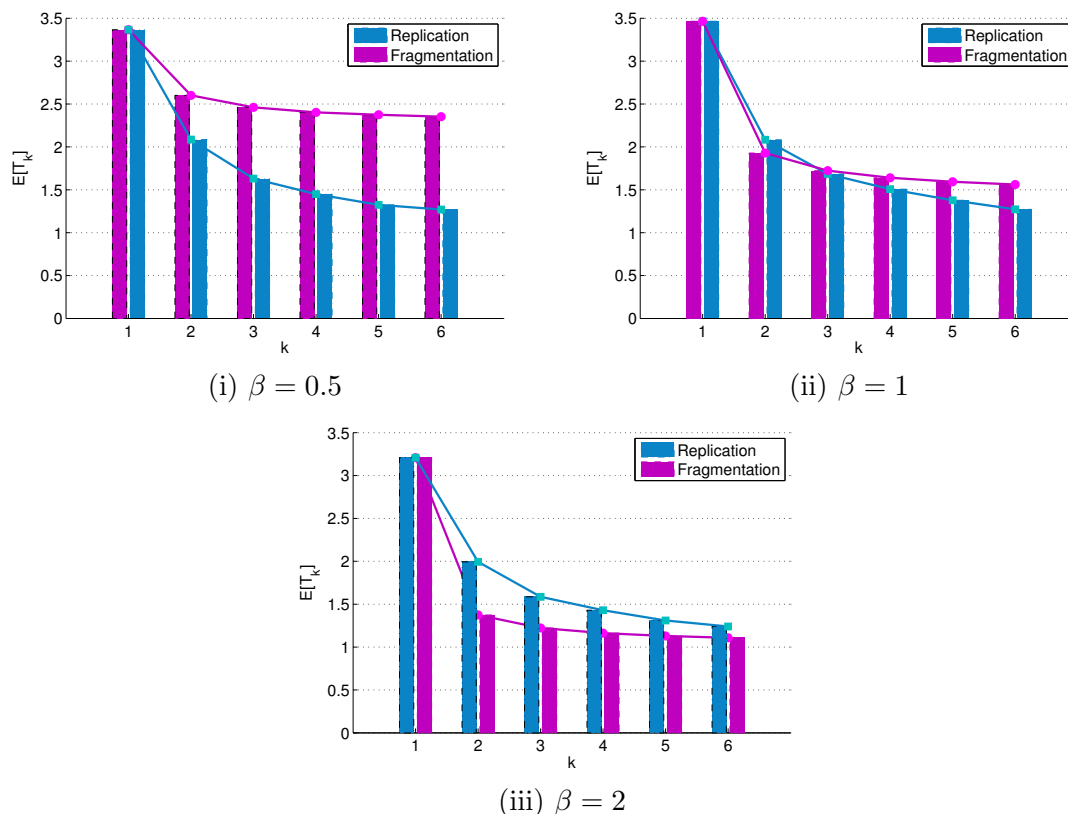 3.5
3
2.5
2
1.5
1
0.5
0
E[T_k]
1 2 3 4 5 6
k
Replication
Fragmentation
(i) β = 0.5
3.5
3
2.5
2
1.5
1
0.5
0
E[T_k]
1 2 3 4 5 6
k
Replication
Fragmentation
(ii) β = 1
3.5
3
2.5
2
1.5
1
0.5
0
E[T_k]
1 2 3 4 5 6
k
Replication
Fragmentation
(iii) β = 2